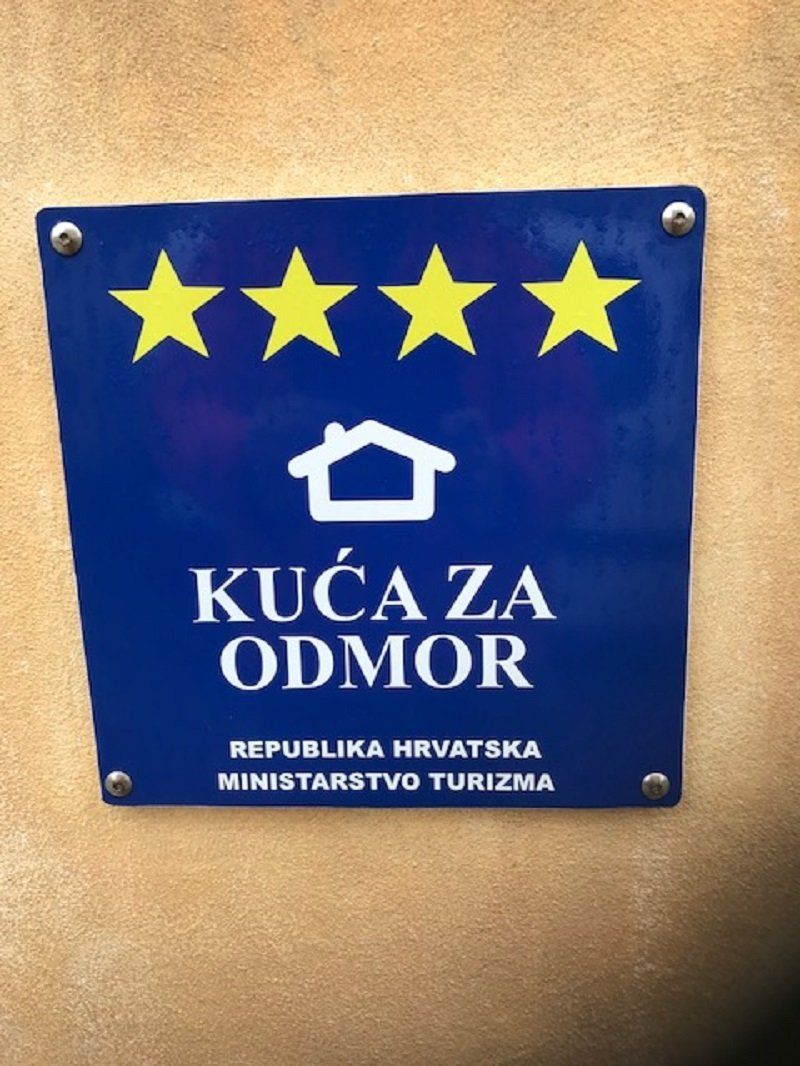 KUĆA ZA
ODMOR
REPUBLIKA HRVATSKA
MINISTARSTVO TURIZMA